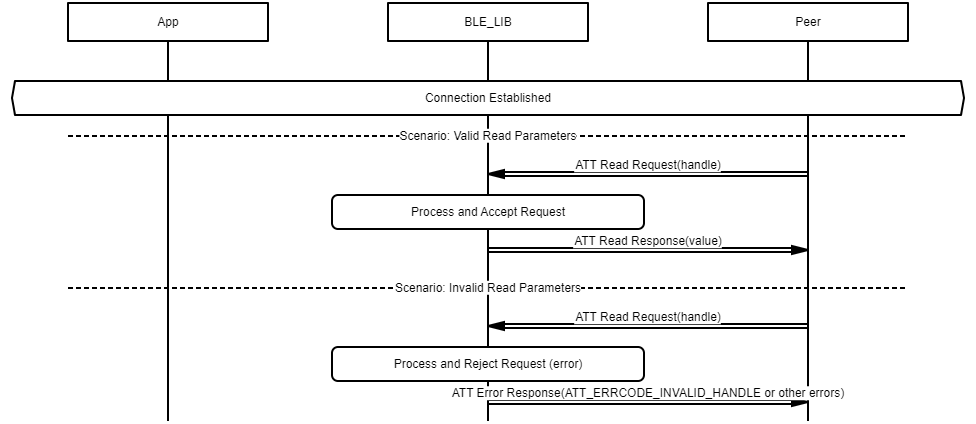 App
BLE_LIB
Peer
Connection Established
Scenario: Valid Read Parameters
ATT Read Request(handle)
Process and Accept Request
ATT Read Response(value)
Scenario: Invalid Read Parameters
ATT Read Request(handle)
Process and Reject Request (error)
ATT Error Response(ATT_ERRCODE_INVALID_HANDLE or other errors)